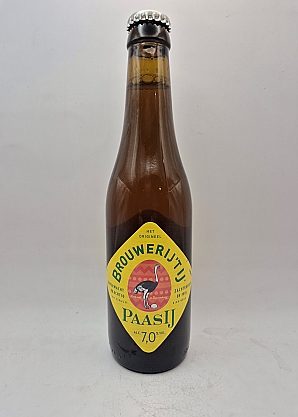 HET
ORIGINEEL
BROUWERIJ 'T IJ
PAASIJ
ALC 7,0% VOL